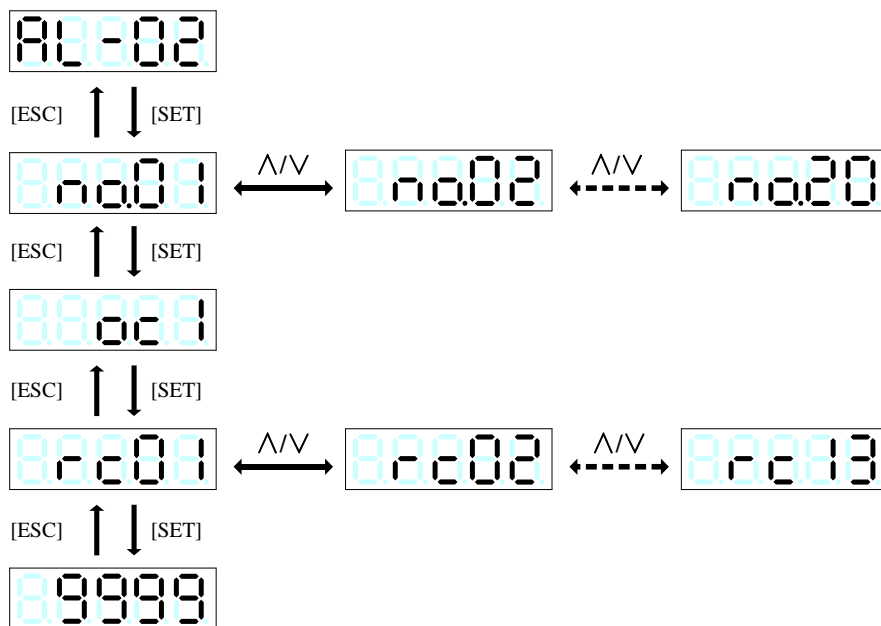 AL-02
[ESC] [SET]
no.01 ∧/∨ no.02 ∧/∨ no.20
[ESC] [SET]
oc1
[ESC] [SET]
rc01 ∧/∨ rc02 ∧/∨ rc13
[ESC] [SET]
9999